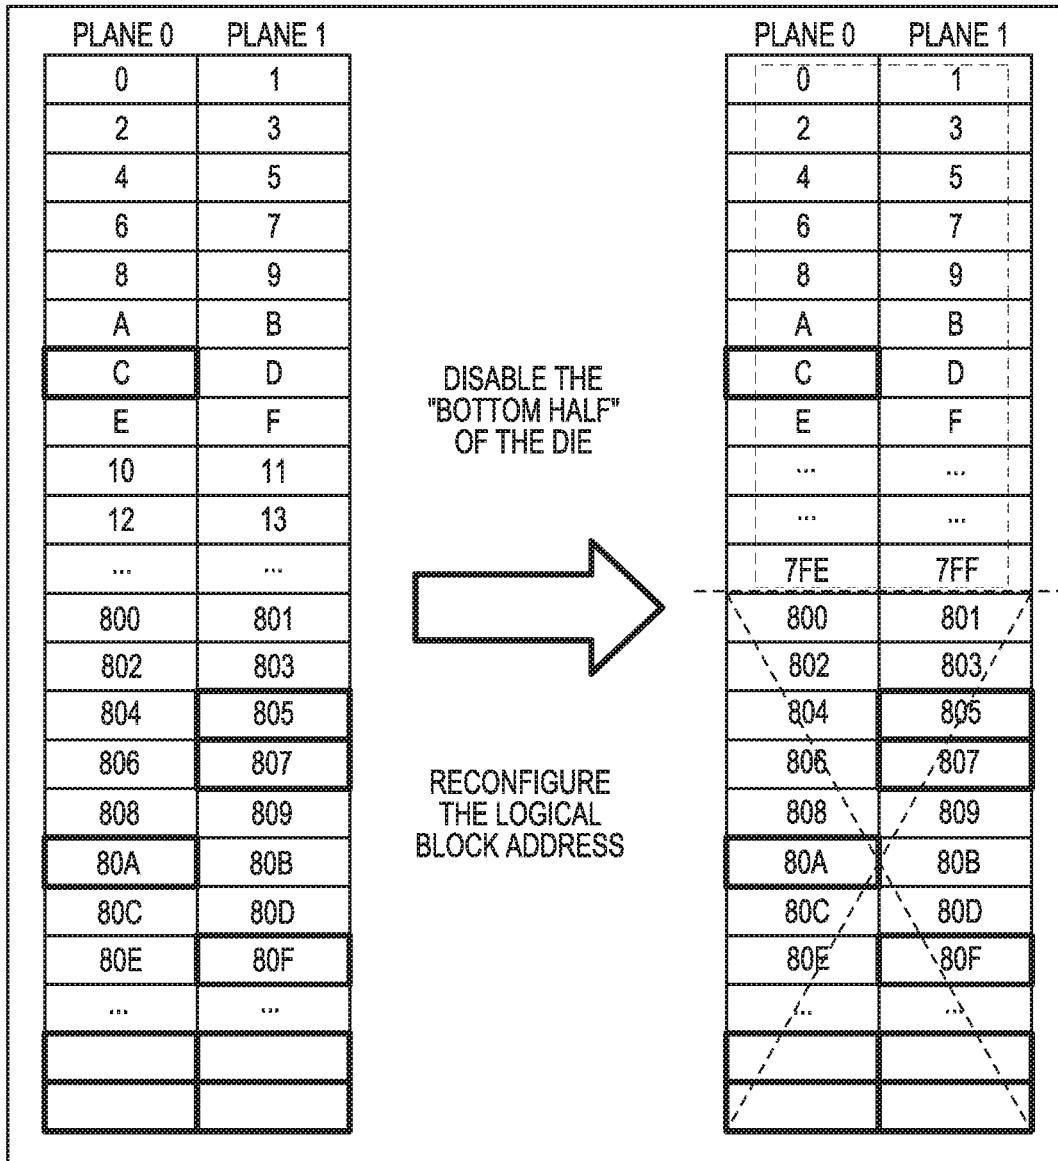 PLANE 0 PLANE 1
0 1
2 3
4 5
6 7
8 9
A B
C D
E F
10 11
12 13
... ...
800 801
802 803
804 805
806 807
808 809
80A 80B
80C 80D
80E 80F
... ...
DISABLE THE
"BOTTOM HALF"
OF THE DIE
RECONFIGURE
THE LOGICAL
BLOCK ADDRESS
PLANE 0 PLANE 1
0 1
2 3
4 5
6 7
8 9
A B
C D
E F
... ...
... ...
7FE 7FF
800 801
802 803
804 805
806 807
808 809
80A 80B
80C 80D
80E 80F
... ...